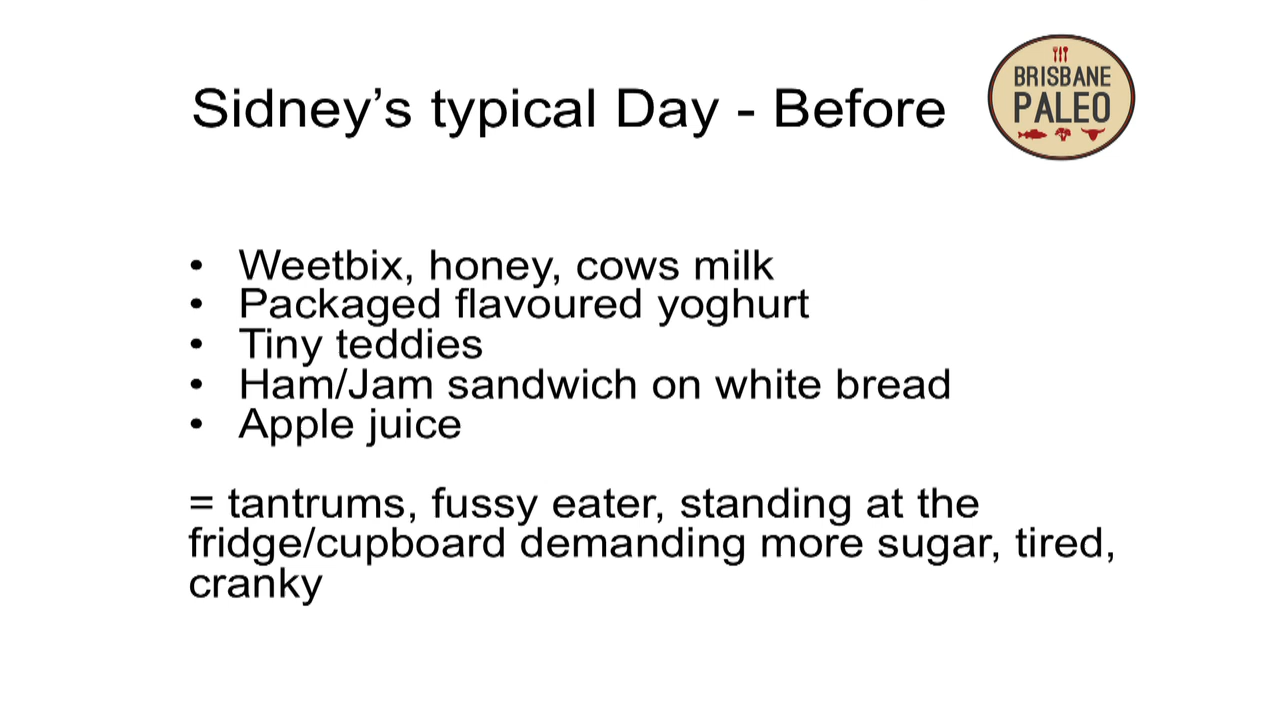 Sidney’s typical Day - Before
BRISBANE
PALEO
• Weetbix, honey, cows milk
• Packaged flavoured yoghurt
• Tiny teddies
• Ham/Jam sandwich on white bread
• Apple juice
= tantrums, fussy eater, standing at the
fridge/cupboard demanding more sugar, tired,
cranky